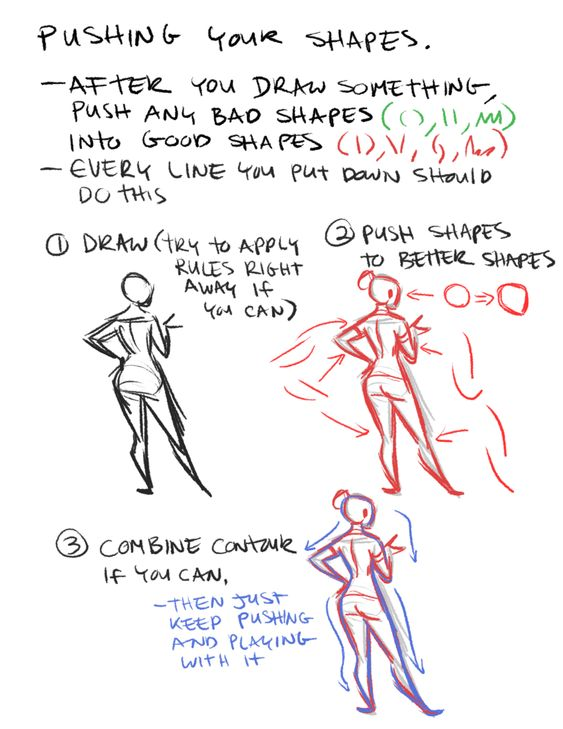 PUSHING YOUR SHAPES.
- AFTER YOU DRAW SOMETHING,
PUSH ANY BAD SHAPES ( (), ||, ʍʍ )
INTO GOOD SHAPES ( |), \/, (, ʍ )
- EVERY LINE YOU PUT DOWN SHOULD
DO THIS
① DRAW (TRY TO APPLY
RULES RIGHT
AWAY IF
YOU CAN)
② PUSH SHAPES
TO BETTER SHAPES
③ COMBINE CONTOUR
IF YOU CAN,
- THEN JUST
KEEP PUSHING
AND PLAYING
WITH IT